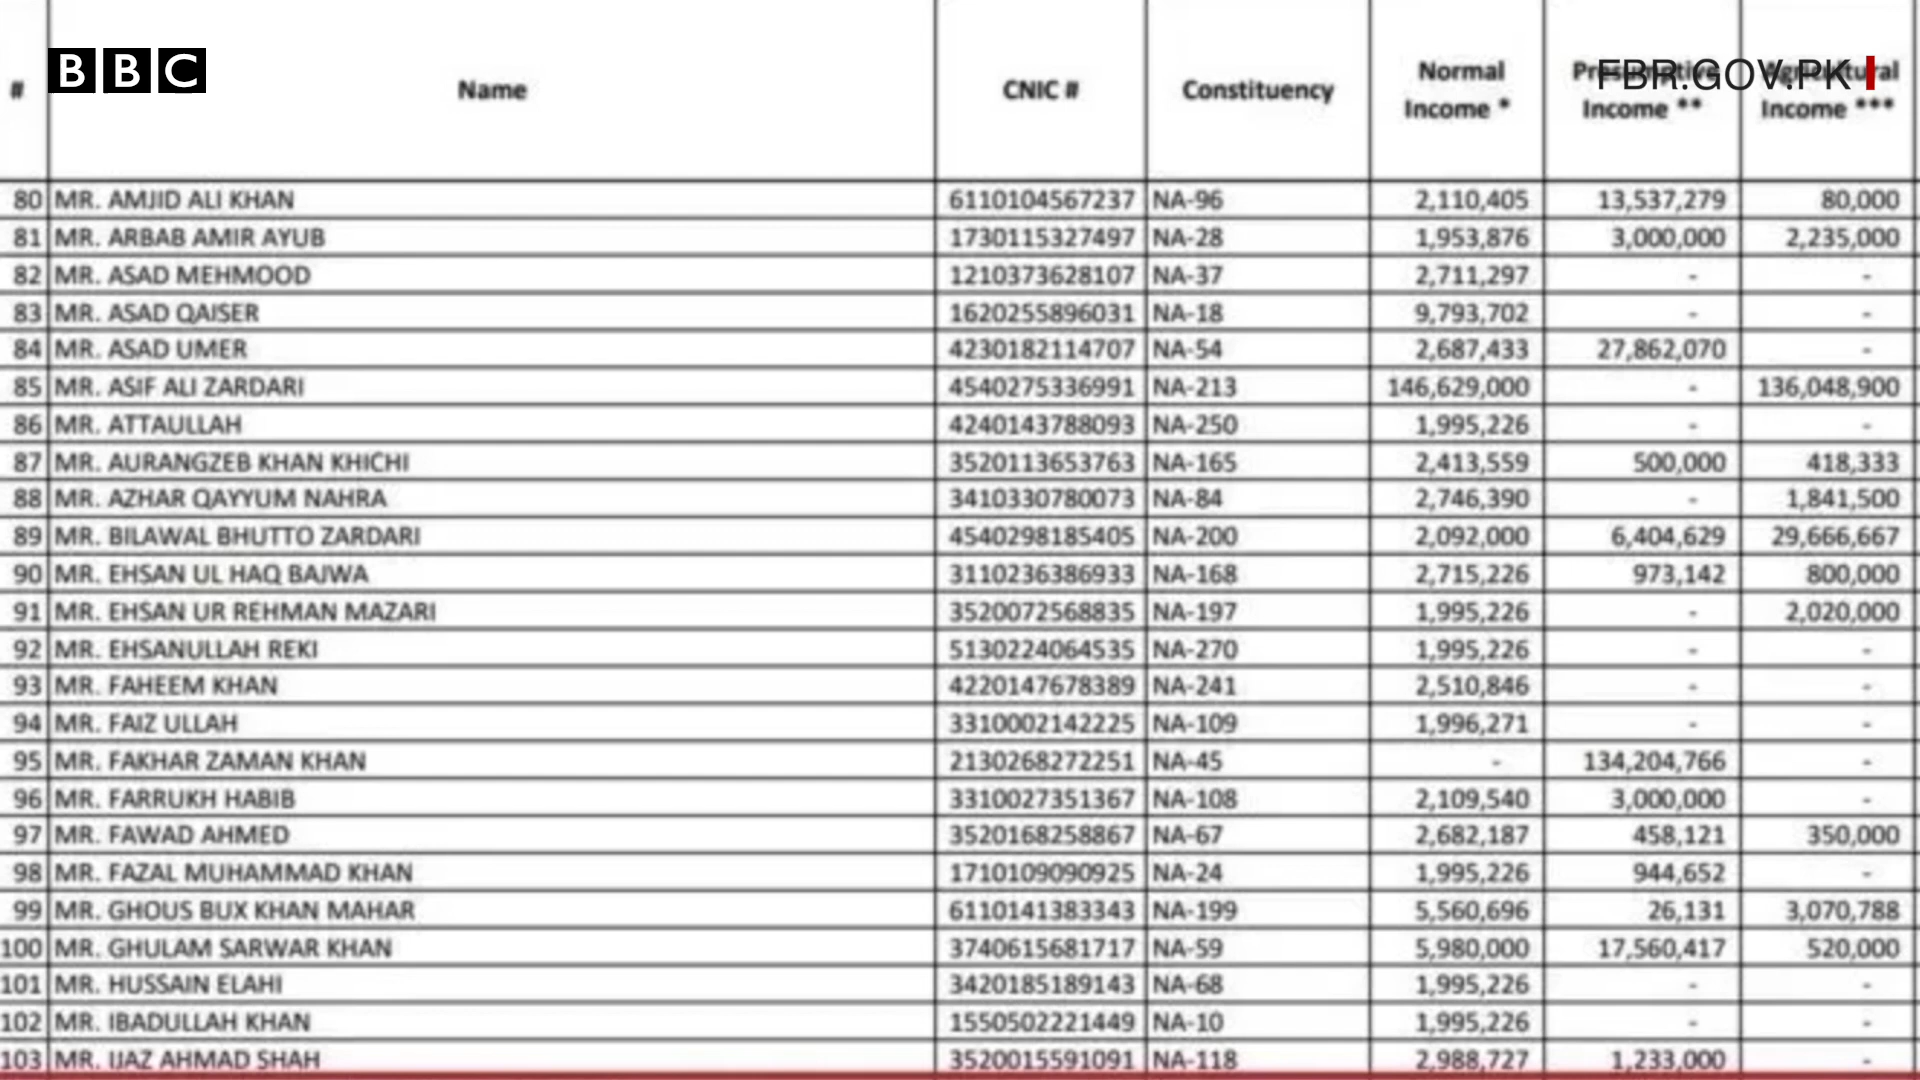 BBC
FBR.GOV.PK
# Name CNIC # Constituency Normal Income * Presumptive Income ** Agricultural Income ***
80 MR. AMJID ALI KHAN 6110104567237 NA-96 2,110,405 13,537,279 80,000
81 MR. ARBAB AMIR AYUB 1730115327497 NA-28 1,953,876 3,000,000 2,235,000
82 MR. ASAD MEHMOOD 1210373628107 NA-37 2,711,297 - -
83 MR. ASAD QAISER 1620255896031 NA-18 9,793,702 - -
84 MR. ASAD UMER 4230182114707 NA-54 2,687,433 27,862,070 -
85 MR. ASIF ALI ZARDARI 4540275336991 NA-213 146,629,000 - 136,048,900
86 MR. ATTAULLAH 4240143788093 NA-250 1,995,226 - -
87 MR. AURANGZEB KHAN KHICHI 3520113653763 NA-165 2,413,559 500,000 418,333
88 MR. AZHAR QAYYUM NAHRA 3410330780073 NA-84 2,746,390 - 1,841,500
89 MR. BILAWAL BHUTTO ZARDARI 4540298185405 NA-200 2,092,000 6,404,629 29,666,667
90 MR. EHSAN UL HAQ BAJWA 3110236386933 NA-168 2,715,226 973,142 800,000
91 MR. EHSAN UR REHMAN MAZARI 3520072568835 NA-197 1,995,226 - 2,020,000
92 MR. EHSANULLAH REKI 5130224064535 NA-270 1,995,226 - -
93 MR. FAHEEM KHAN 4220147678389 NA-241 2,510,846 - -
94 MR. FAIZ ULLAH 3310002142225 NA-109 1,996,271 - -
95 MR. FAKHAR ZAMAN KHAN 2130268272251 NA-45 - 134,204,766 -
96 MR. FARRUKH HABIB 3310027351367 NA-108 2,109,540 3,000,000 -
97 MR. FAWAD AHMED 3520168258867 NA-67 2,682,187 458,121 350,000
98 MR. FAZAL MUHAMMAD KHAN 1710109090925 NA-24 1,995,226 944,652 -
99 MR. GHOUS BUX KHAN MAHAR 6110141383343 NA-199 5,560,696 26,131 3,070,788
100 MR. GHULAM SARWAR KHAN 3740615681717 NA-59 5,980,000 17,560,417 520,000
101 MR. HUSSAIN ELAHI 3420185189143 NA-68 1,995,226 - -
102 MR. IBADULLAH KHAN 1550502221449 NA-10 1,995,226 - -
103 MR. IJAZ AHMAD SHAH 3520015591091 NA-118 2,988,727 1,233,000 -